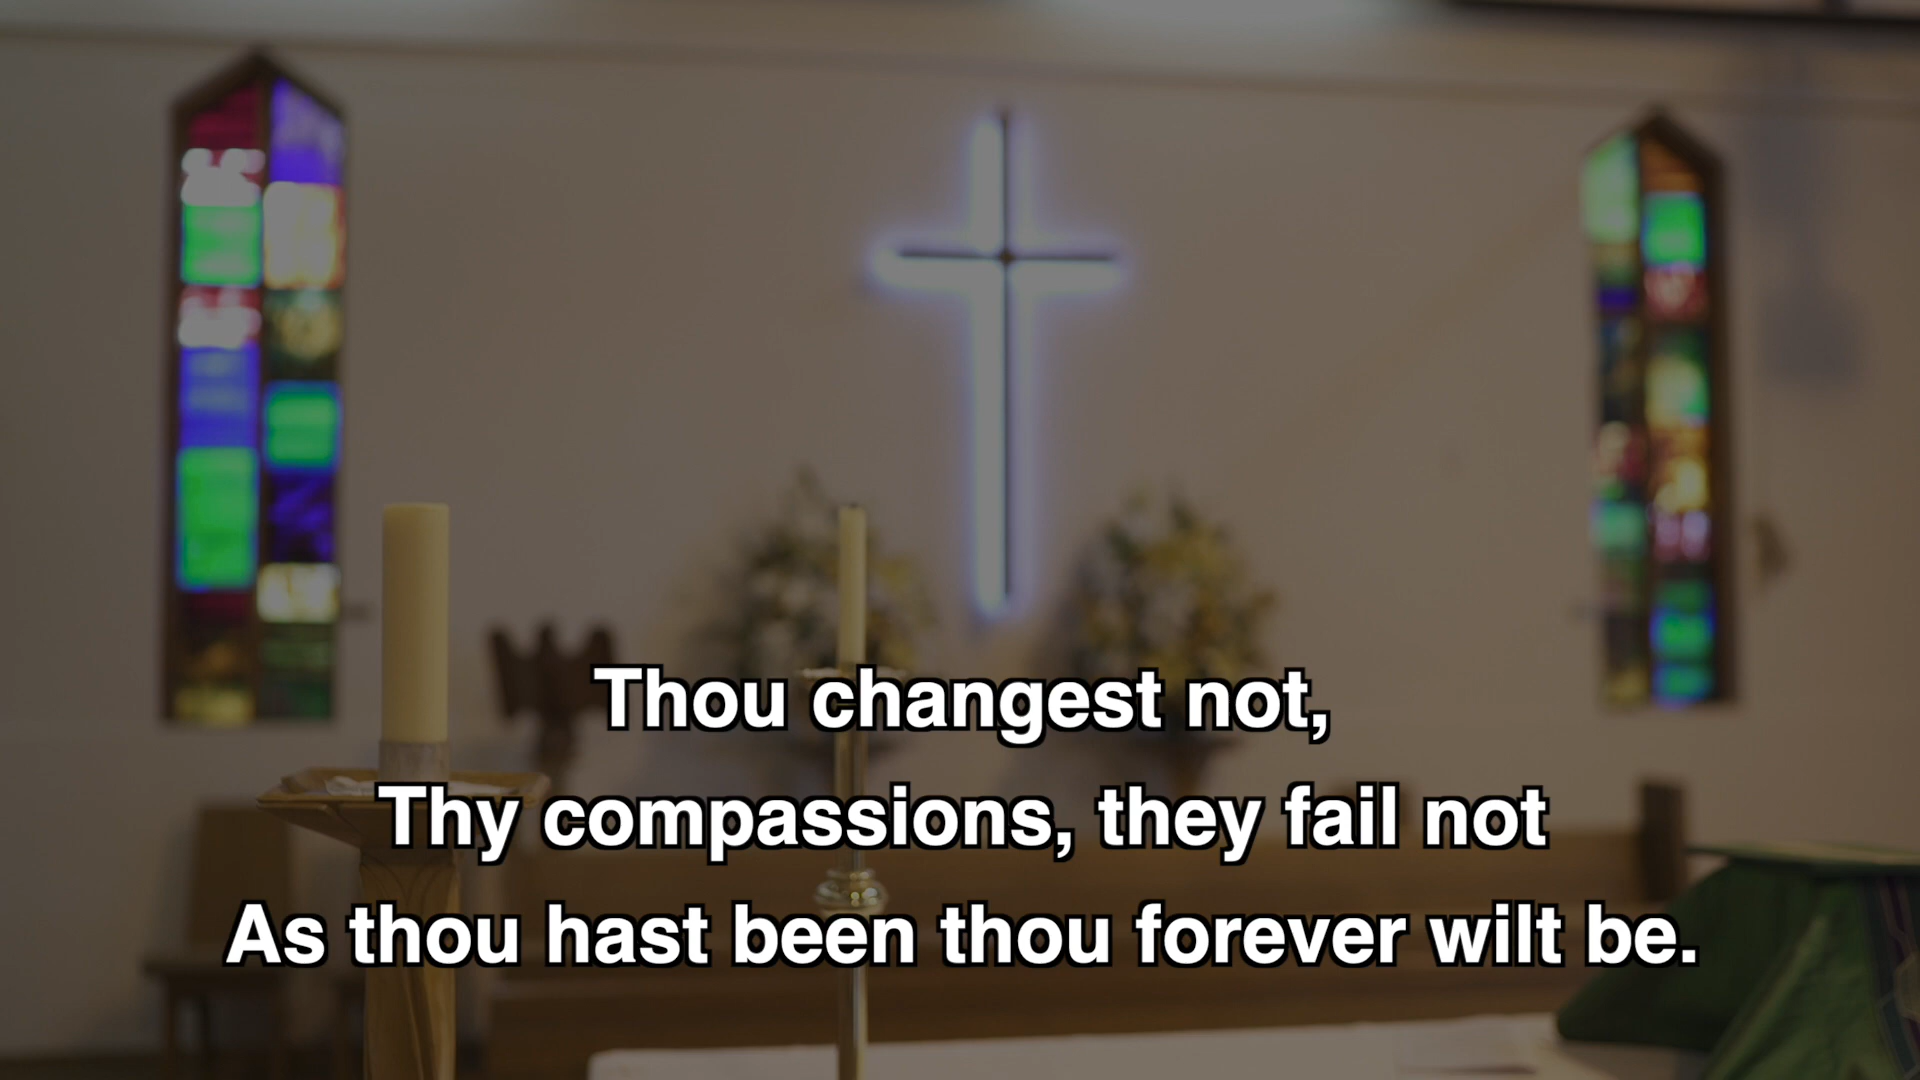 Thou changest not,
Thy compassions, they fail not
As thou hast been thou forever wilt be.